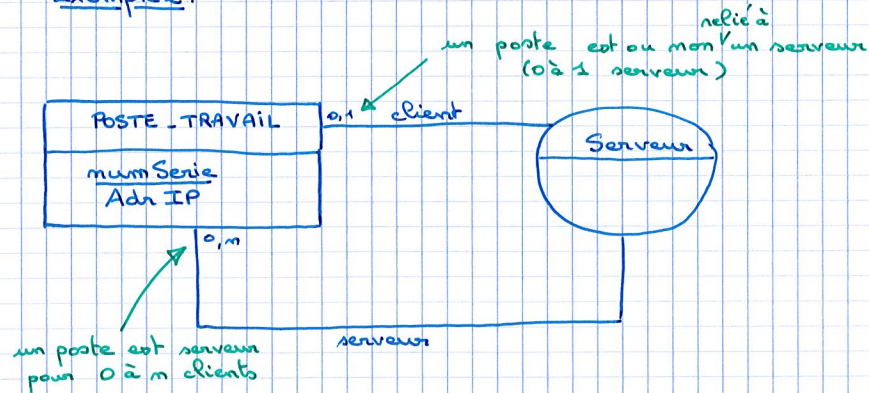 Exemple :
relié à
un poste est ou non un serveur
(0 à 1 serveur)
POSTE_TRAVAIL
0,1
client
Serveur
numSerie
Adr IP
0,n
serveur
un poste est serveur
pour 0 à n clients